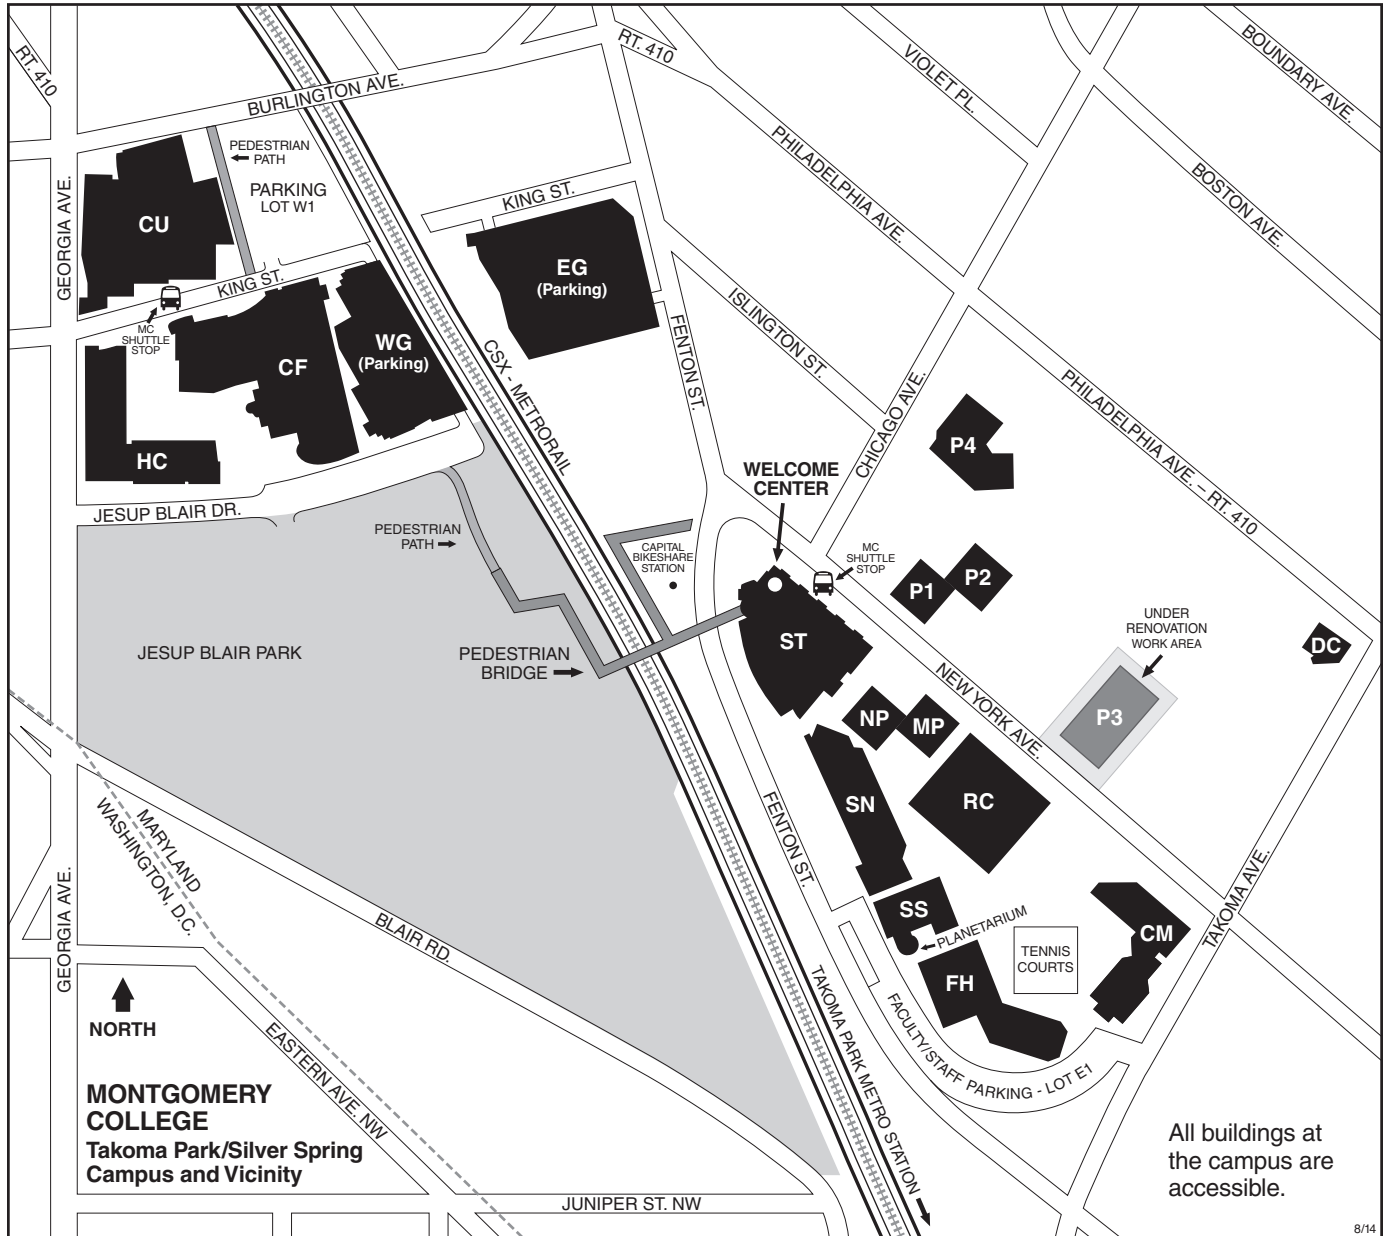 RT. 410
BURLINGTON AVE.
RT. 410
VIOLET PL.
BOUNDARY AVE.
PEDESTRIAN
PATH
PARKING
LOT W1
PHILADELPHIA AVE.
BOSTON AVE.
GEORGIA AVE.
CU
KING ST.
KING ST.
EG
(Parking)
MC
SHUTTLE
STOP
CF
WG
(Parking)
HC
CSX - METRORAIL
FENTON ST.
ISLINGTON ST.
CHICAGO AVE.
PHILADELPHIA AVE. – RT. 410
P4
WELCOME
CENTER
JESUP BLAIR DR.
PEDESTRIAN
PATH
CAPITAL
BIKESHARE
STATION
MC
SHUTTLE
STOP
P1
P2
UNDER
RENOVATION
WORK AREA
DC
JESUP BLAIR PARK
PEDESTRIAN
BRIDGE
ST
NEW YORK AVE.
P3
NP
MP
SN
RC
FENTON ST.
MARYLAND
WASHINGTON, D.C.
GEORGIA AVE.
BLAIR RD.
SS
PLANETARIUM
TENNIS
COURTS
CM
TAKOMA AVE.
FH
NORTH
EASTERN AVE. NW
TAKOMA PARK METRO STATION
FACULTY/STAFF PARKING - LOT E1
MONTGOMERY
COLLEGE
Takoma Park/Silver Spring
Campus and Vicinity
JUNIPER ST. NW
All buildings at
the campus are
accessible.
8/14